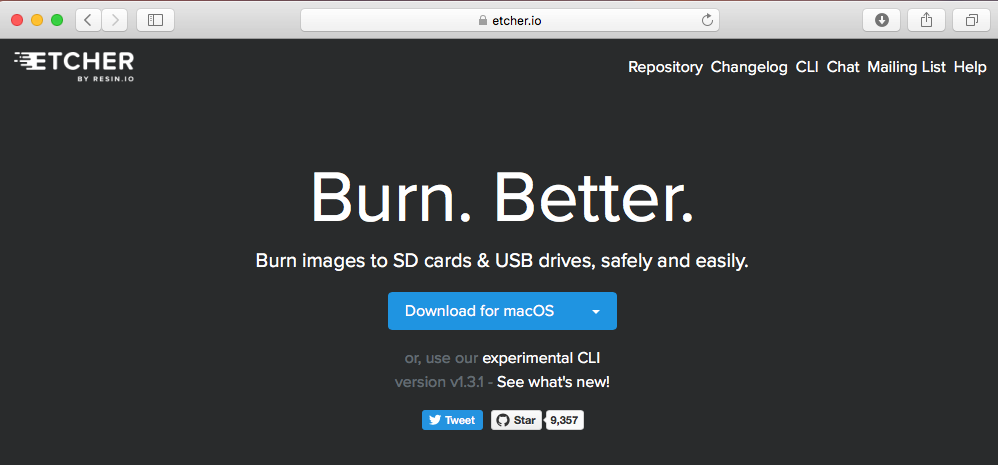 etcher.io
ETCHER
BY RESIN.IO
Repository Changelog CLI Chat Mailing List Help
Burn. Better.
Burn images to SD cards & USB drives, safely and easily.
Download for macOS
or, use our experimental CLI
version v1.3.1 - See what's new!
Tweet Star 9,357